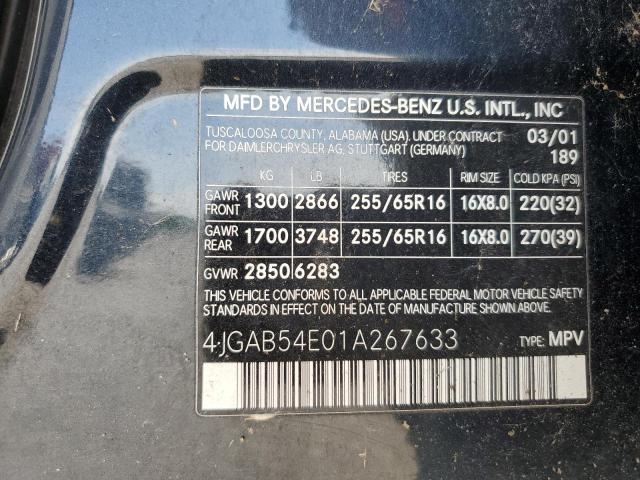 MFD BY MERCEDES-BENZ U.S. INTL., INC
TUSCALOOSA COUNTY, ALABAMA (USA). UNDER CONTRACT 03/01
FOR DAIMLERCHRYSLER AG, STUTTGART (GERMANY) 189
KG LB TIRES RIM SIZE COLD KPA (PSI)
GAWR FRONT 1300 2866 255/65R16 16X8.0 220(32)
GAWR REAR 1700 3748 255/65R16 16X8.0 270(39)
GVWR 2850 6283
THIS VEHICLE CONFORMS TO ALL APPLICABLE FEDERAL MOTOR VEHICLE SAFETY
STANDARDS IN EFFECT ON THE DATE OF MANUFACTURE SHOWN ABOVE.
4JGAB54E01A267633 TYPE: MPV